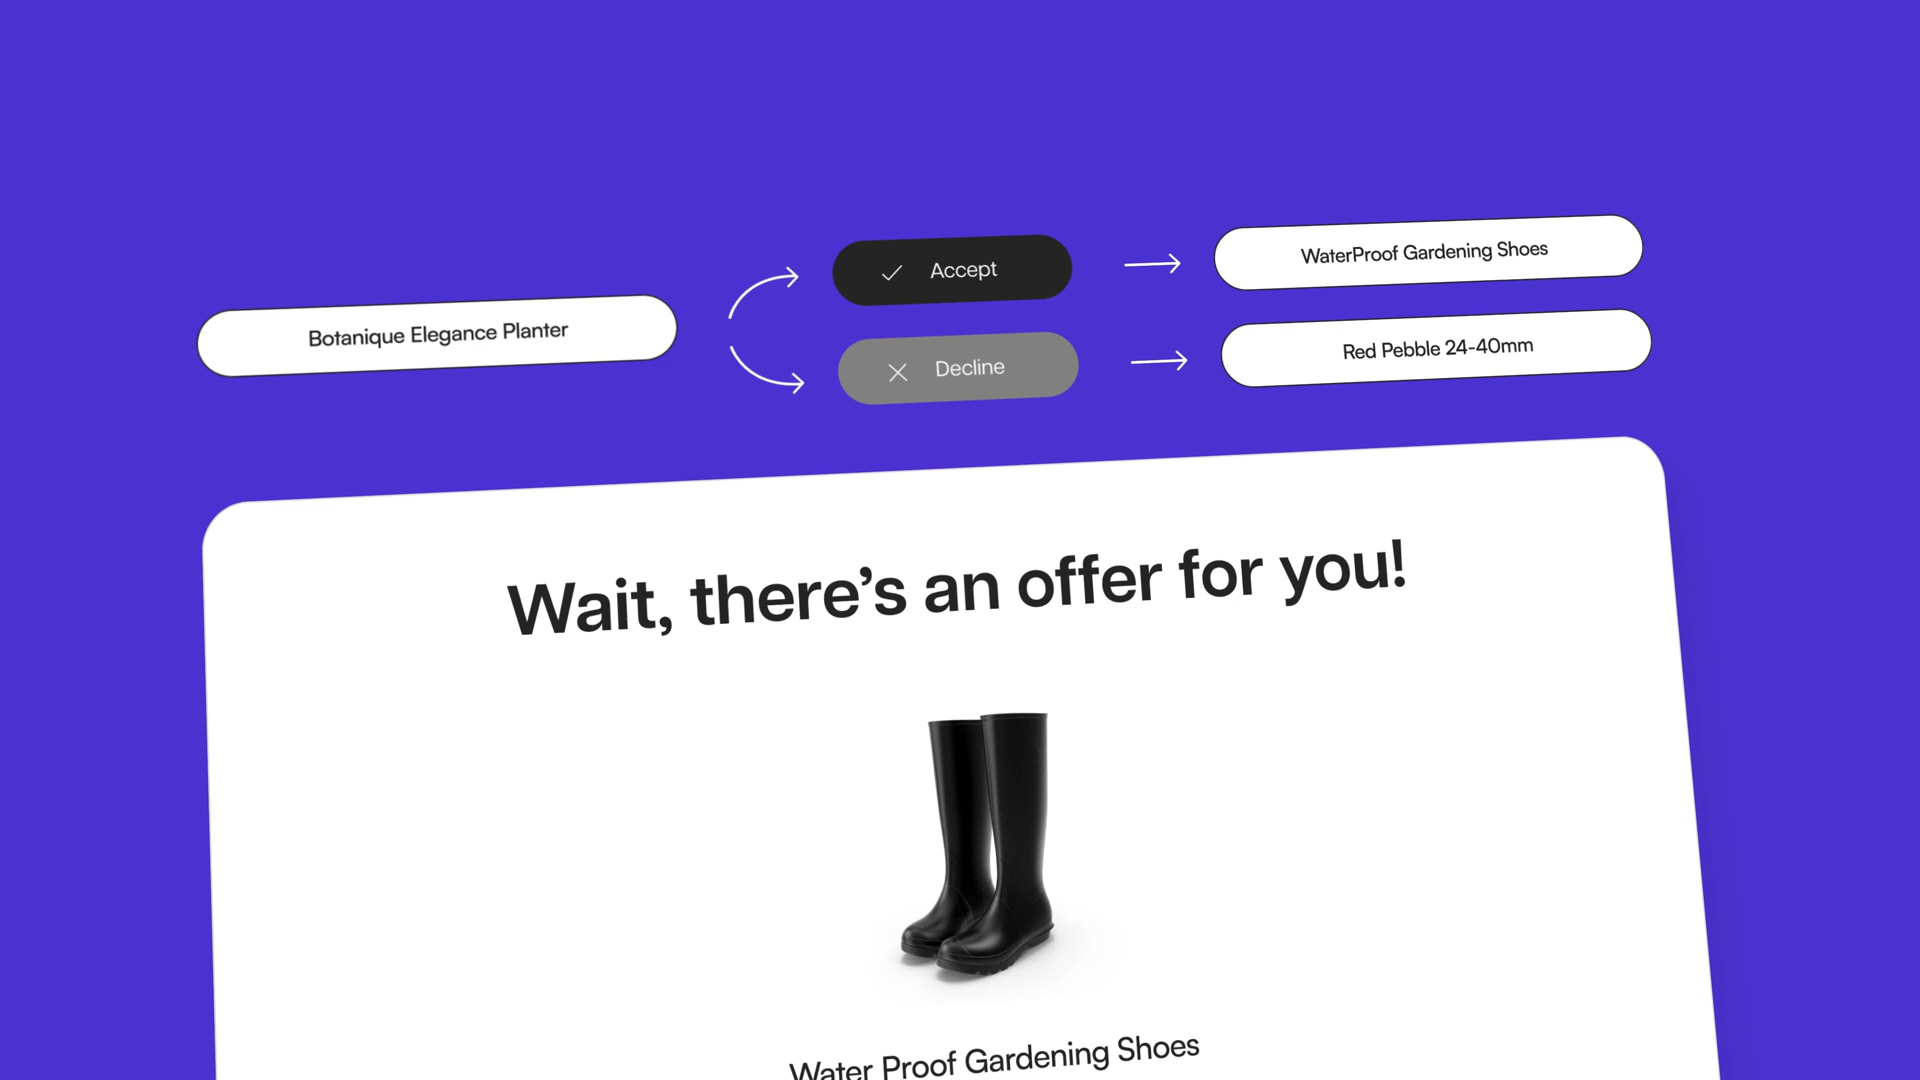 Botanique Elegance Planter
Accept
WaterProof Gardening Shoes
Decline
Red Pebble 24-40mm
Wait, there’s an offer for you!
Water Proof Gardening Shoes